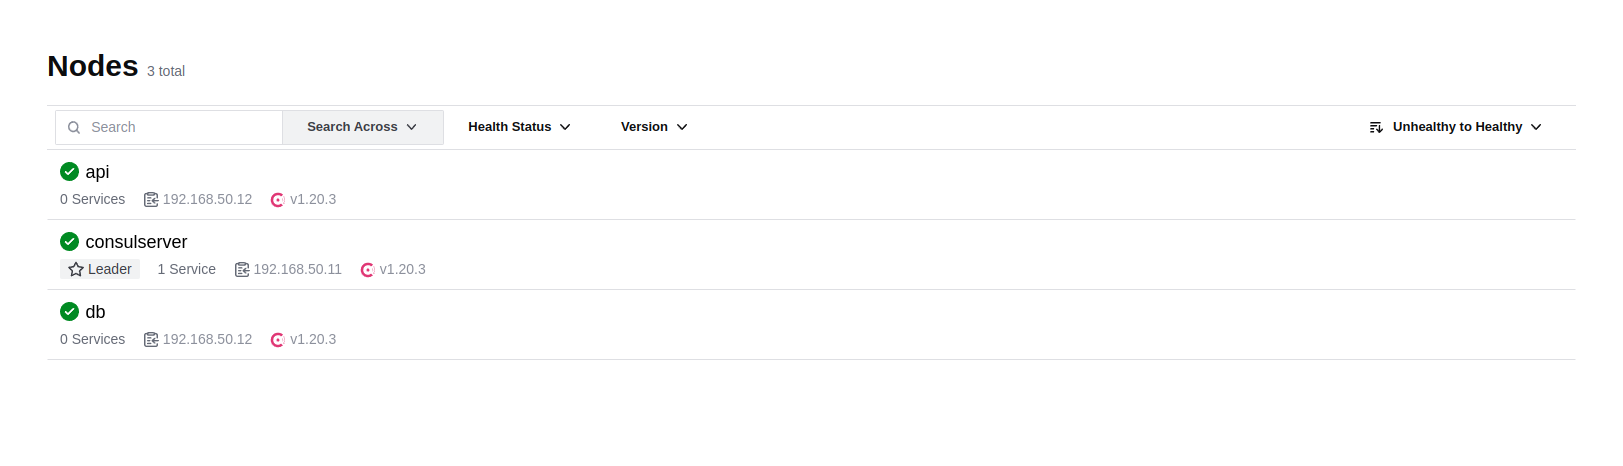 Nodes 3 total
Search Search Across Health Status Version Unhealthy to Healthy
api
0 Services 192.168.50.12 v1.20.3
consulserver
Leader 1 Service 192.168.50.11 v1.20.3
db
0 Services 192.168.50.12 v1.20.3